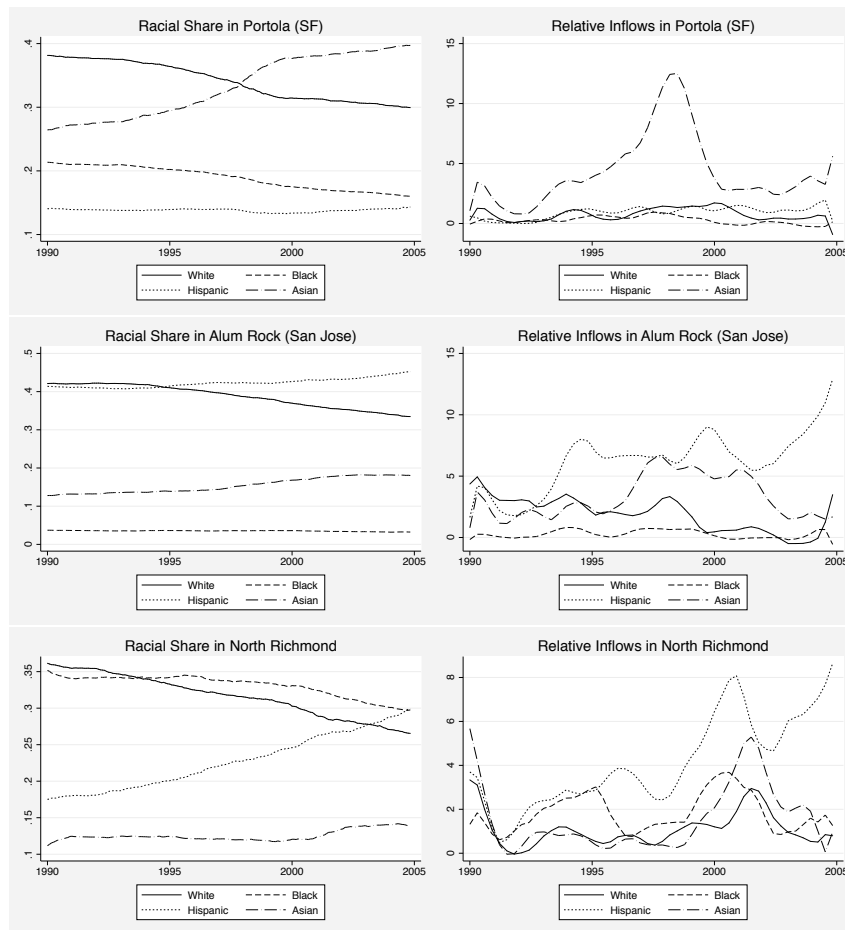 Racial Share in Portola (SF)
.4
.3
.2
.1
1990 1995 2000 2005
White Black
Hispanic Asian
Relative Inflows in Portola (SF)
15
10
5
0
1990 1995 2000 2005
White Black
Hispanic Asian
Racial Share in Alum Rock (San Jose)
.5
.4
.3
.2
.1
0
1990 1995 2000 2005
White Black
Hispanic Asian
Relative Inflows in Alum Rock (San Jose)
15
10
5
0
1990 1995 2000 2005
White Black
Hispanic Asian
Racial Share in North Richmond
.35
.3
.25
.2
.15
.1
1990 1995 2000 2005
White Black
Hispanic Asian
Relative Inflows in North Richmond
8
6
4
2
0
1990 1995 2000 2005
White Black
Hispanic Asian